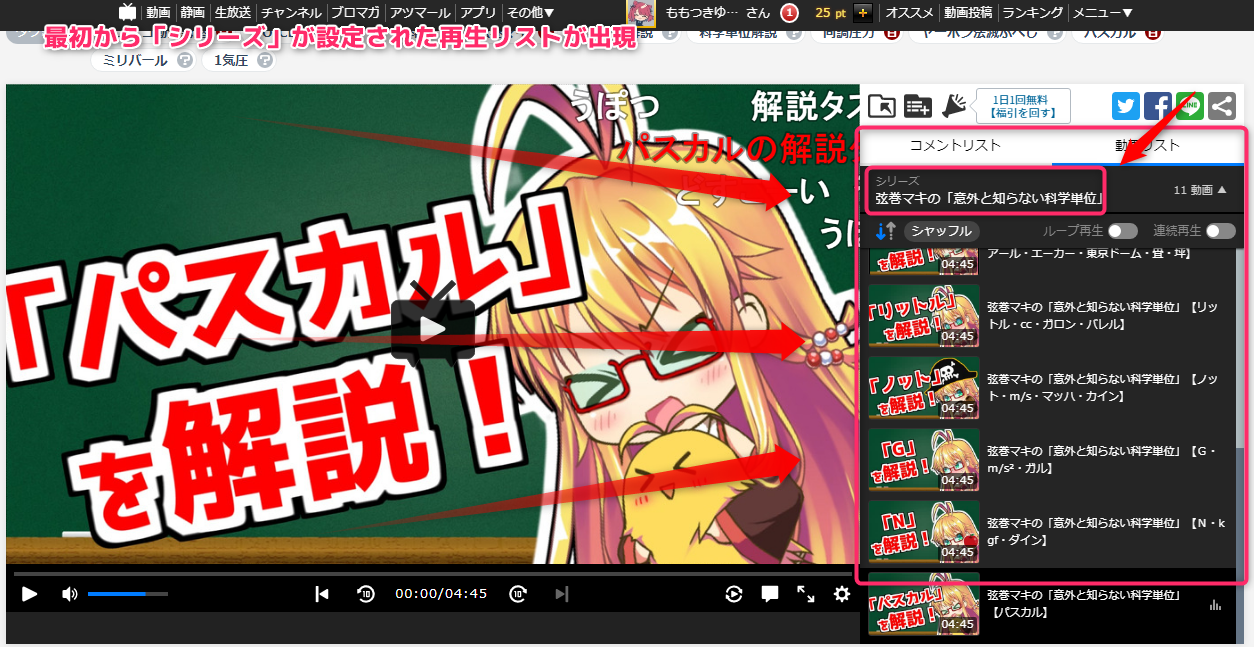 動画 静画 生放送 チャンネル ブロマガ アツマール アプリ その他▼ ももつきゆ… さん 1 25 pt + オススメ 動画投稿 ランキング メニュー▼
最初から「シリーズ」が設定された再生リストが出現
科学単位解説 ? 同調圧力 パスカル
ミリバール ? 1気圧 ?
うぽつ
解説タス
パスカルの解説
うぽ
「パスカル」
を解説！
00:00/04:45
1日1回無料
【福引を回す】
LINE
コメントリスト リスト
シリーズ
弦巻マキの「意外と知らない科学単位」
11 動画 ▲
シャッフル ループ再生 連続再生
を解説！
04:45
アール・エーカー・東京ドーム・畳・坪】
「リットル」
を解説！
04:45
弦巻マキの「意外と知らない科学単位」【リッ
トル・cc・ガロン・バレル】
「ノット」
を解説！
04:45
弦巻マキの「意外と知らない科学単位」【ノッ
ト・m/s・マッハ・カイン】
「G」
を解説！
04:45
弦巻マキの「意外と知らない科学単位」【G・
m/s²・ガル】
「N」
を解説！
04:45
弦巻マキの「意外と知らない科学単位」【N・k
gf・ダイン】
「パスカル」
を解説！
04:45
弦巻マキの「意外と知らない科学単位」
【パスカル】